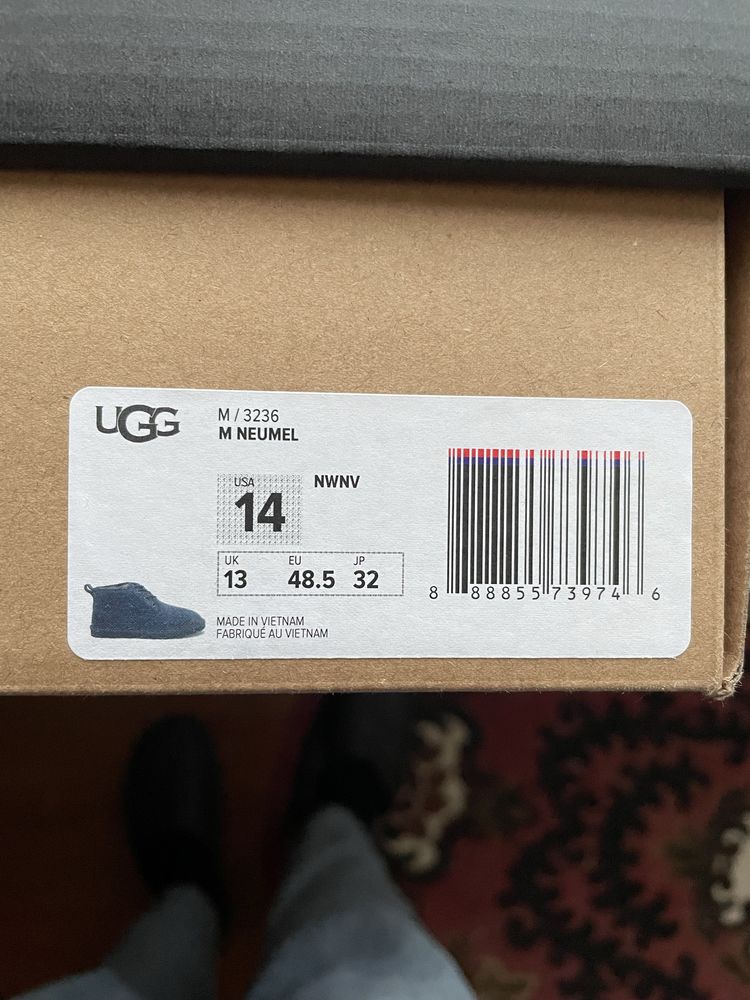 UGG
M / 3236
M NEUMEL
USA
14
NWNV
UK EU JP
13 48.5 32
MADE IN VIETNAM
FABRIQUÉ AU VIETNAM
8 88855 73974 6